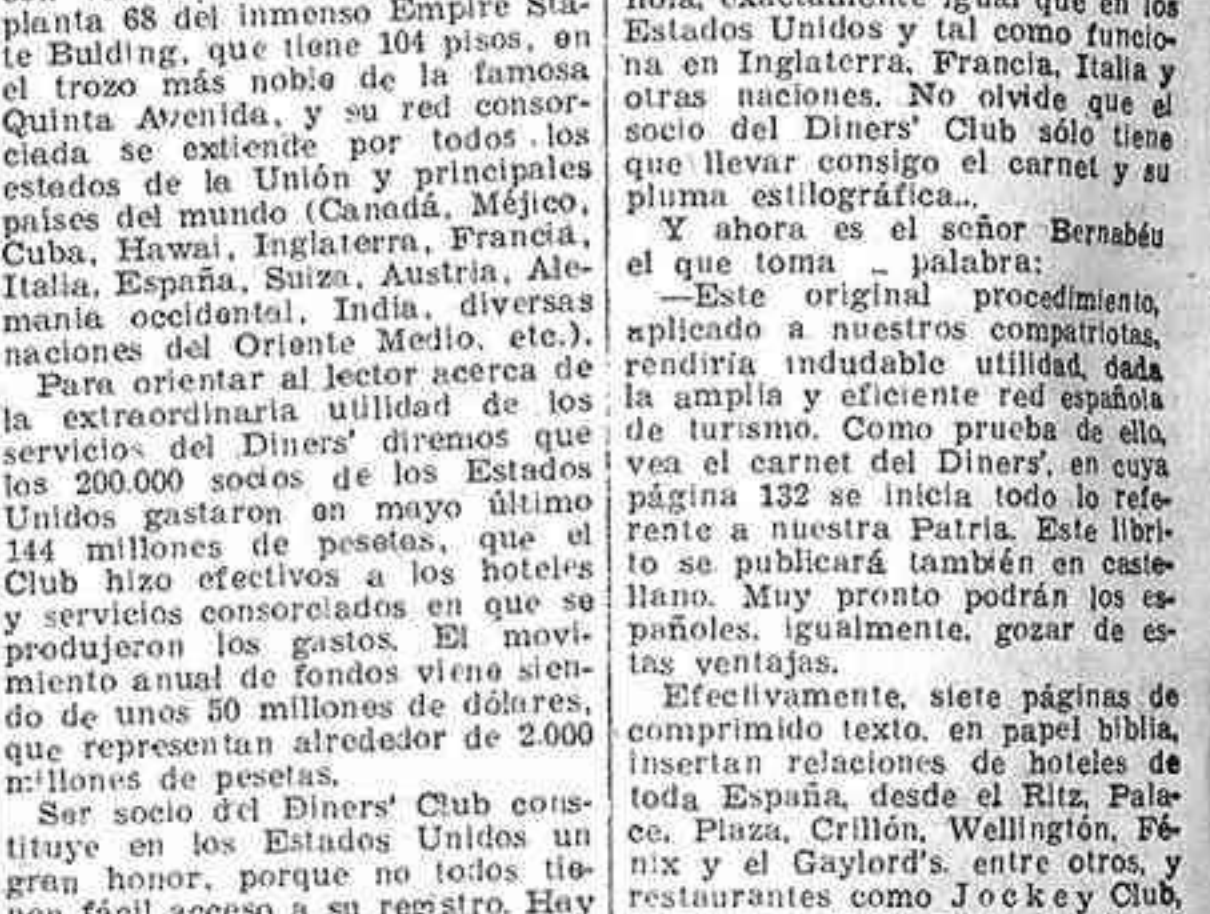 planta 68 del inmenso Empire Sta-
te Bulding, que tiene 104 pisos, en
el trozo más noble de la famosa
Quinta Avenida, y su red consor-
ciada se extiende por todos los
estados de la Unión y principales
países del mundo (Canadá, Méjico,
Cuba, Hawai, Inglaterra, Francia,
Italia, España, Suiza, Austria, Ale-
mania occidental, India, diversas
naciones del Oriente Medio, etc.).
Para orientar al lector acerca de
la extraordinaria utilidad de los
servicios del Diners' diremos que
los 200.000 socios de los Estados
Unidos gastaron en mayo último
144 millones de pesetas, que el
Club hizo efectivos a los hoteles
y servicios consorciados en que se
produjeron los gastos. El movi-
miento anual de fondos viene sien-
do de unos 50 millones de dólares,
que representan alrededor de 2.000
millones de pesetas.
Ser socio del Diners' Club cons-
tituye en los Estados Unidos un
gran honor, porque no todos tie-
nen fácil acceso a su registro. Hay
ñola, exactamente igual que en los
Estados Unidos y tal como funcio-
na en Inglaterra, Francia, Italia y
otras naciones. No olvide que el
socio del Diners' Club sólo tiene
que llevar consigo el carnet y su
pluma estilográfica...
Y ahora es el señor Bernabéu
el que toma palabra:
—Este original procedimiento,
aplicado a nuestros compatriotas,
rendiría indudable utilidad, dada
la amplia y eficiente red española
de turismo. Como prueba de ello,
vea el carnet del Diners', en cuya
página 132 se inicia todo lo refe-
rente a nuestra Patria. Este libri-
to se publicará también en caste-
llano. Muy pronto podrán los es-
pañoles, igualmente, gozar de es-
tas ventajas.
Efectivamente, siete páginas de
comprimido texto, en papel biblia,
insertan relaciones de hoteles de
toda España, desde el Ritz, Pala-
ce, Plaza, Crillón, Wellingtón, Fé-
nix y el Gaylord's, entre otros, y
restaurantes como Jockey Club,